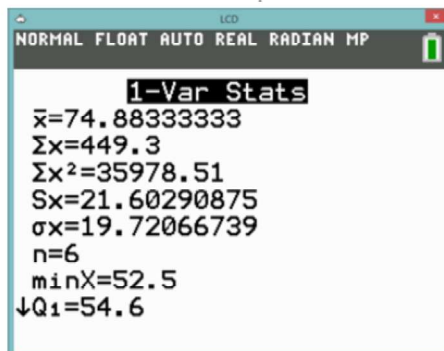 LCD
NORMAL FLOAT AUTO REAL RADIAN MP
1-Var Stats
x̄=74.88333333
Σx=449.3
Σx²=35978.51
Sx=21.60290875
σx=19.72066739
n=6
minX=52.5
↓Q₁=54.6